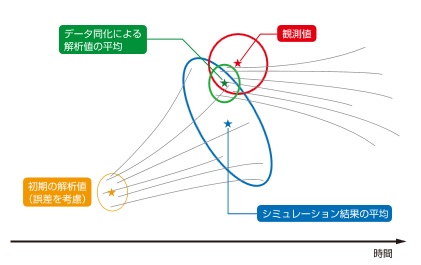 データ同化による
解析値の平均
観測値
初期の解析値
(誤差を考慮)
シミュレーション結果の平均
時間